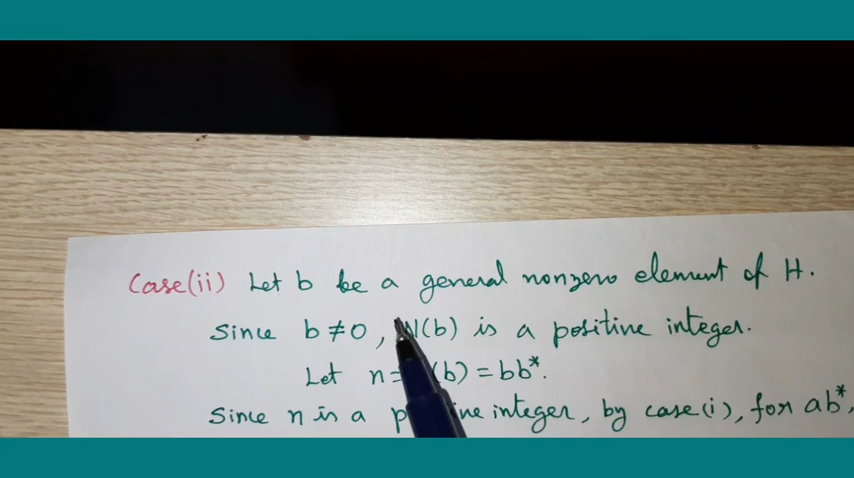 Case(ii) Let b be a general nonzero element of H.
Since b ≠ 0, N(b) is a positive integer.
Let n = (b) = bb*.
Since n is a integer, by case(i), for ab*,